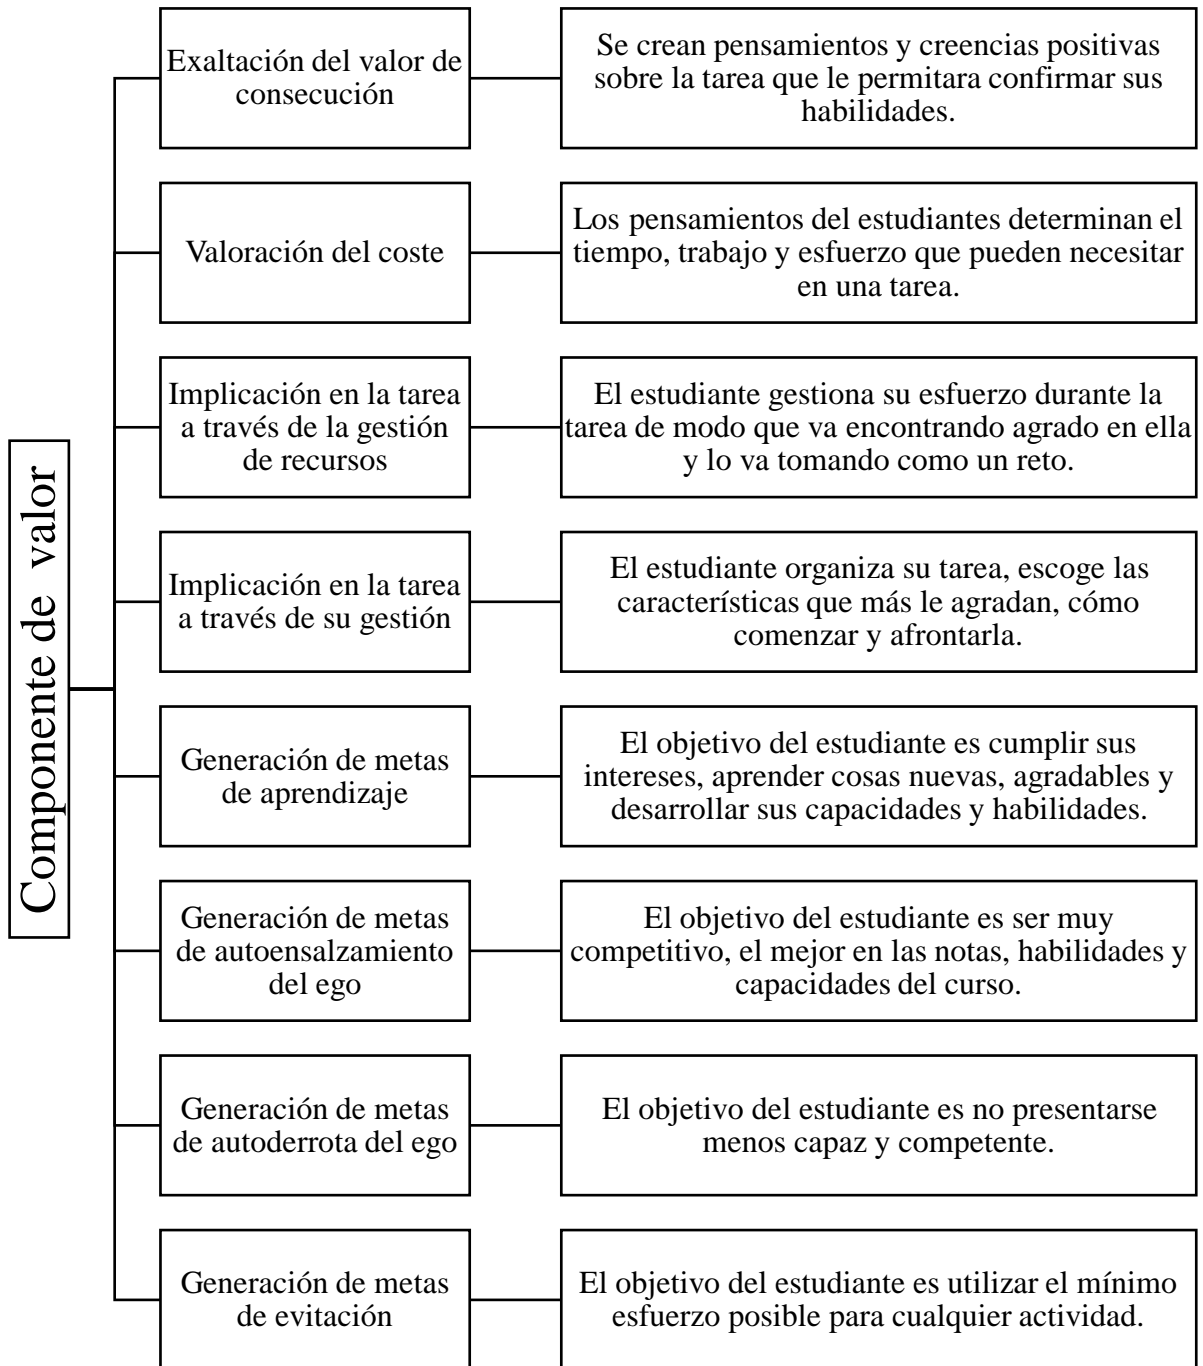 Componente de valor
Exaltación del valor de
consecución
Se crean pensamientos y creencias positivas
sobre la tarea que le permitara confirmar sus
habilidades.
Valoración del coste
Los pensamientos del estudiantes determinan el
tiempo, trabajo y esfuerzo que pueden necesitar
en una tarea.
Implicación en la tarea
a través de la gestión
de recursos
El estudiante gestiona su esfuerzo durante la
tarea de modo que va encontrando agrado en ella
y lo va tomando como un reto.
Implicación en la tarea
a través de su gestión
El estudiante organiza su tarea, escoge las
características que más le agradan, cómo
comenzar y afrontarla.
Generación de metas
de aprendizaje
El objetivo del estudiante es cumplir sus
intereses, aprender cosas nuevas, agradables y
desarrollar sus capacidades y habilidades.
Generación de metas
de autoensalzamiento
del ego
El objetivo del estudiante es ser muy
competitivo, el mejor en las notas, habilidades y
capacidades del curso.
Generación de metas
de autoderrota del ego
El objetivo del estudiante es no presentarse
menos capaz y competente.
Generación de metas
de evitación
El objetivo del estudiante es utilizar el mínimo
esfuerzo posible para cualquier actividad.